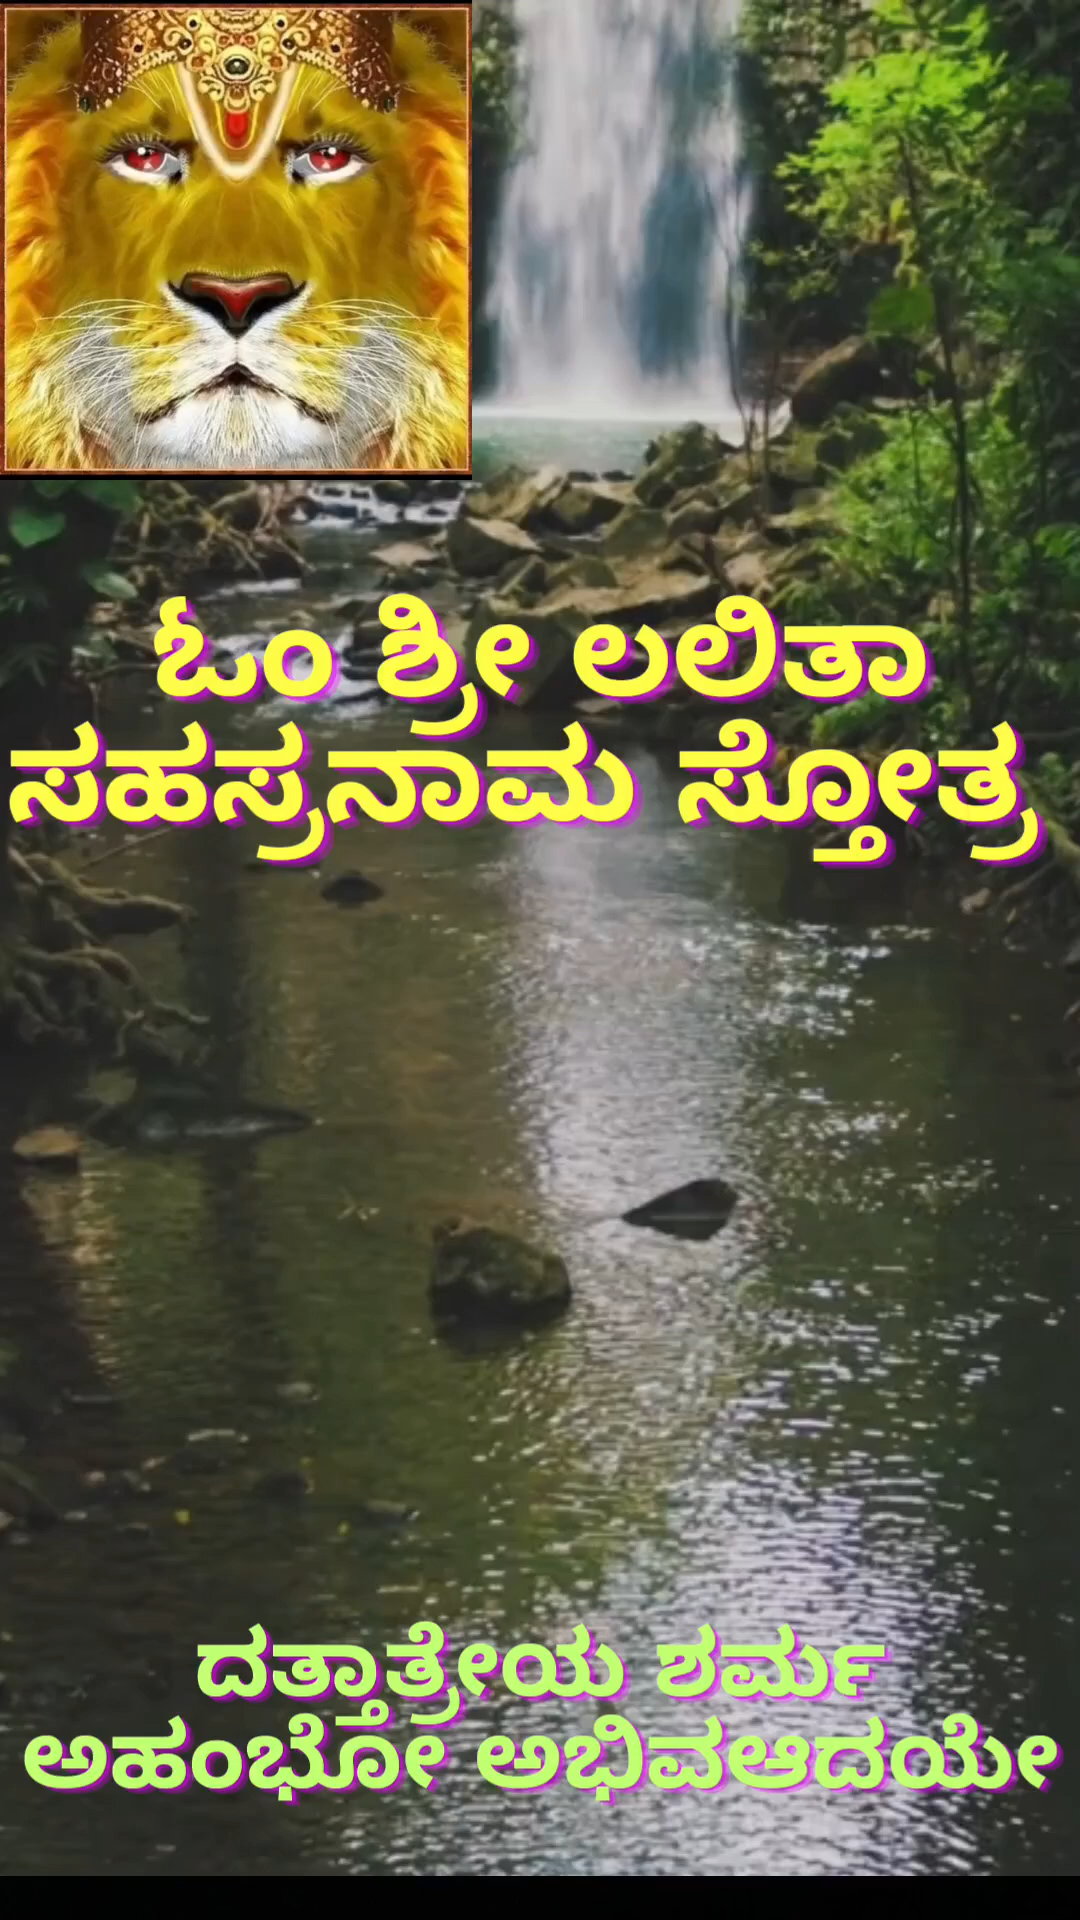 ಓಂ ಶ್ರೀ ಲಲಿತಾ
ಸಹಸ್ರನಾಮ ಸ್ತೋತ್ರ
ದತ್ತಾತ್ರೇಯ ಶರ್ಮ
ಅಹಂಭೋ ಅಭಿವಆದಯೇ